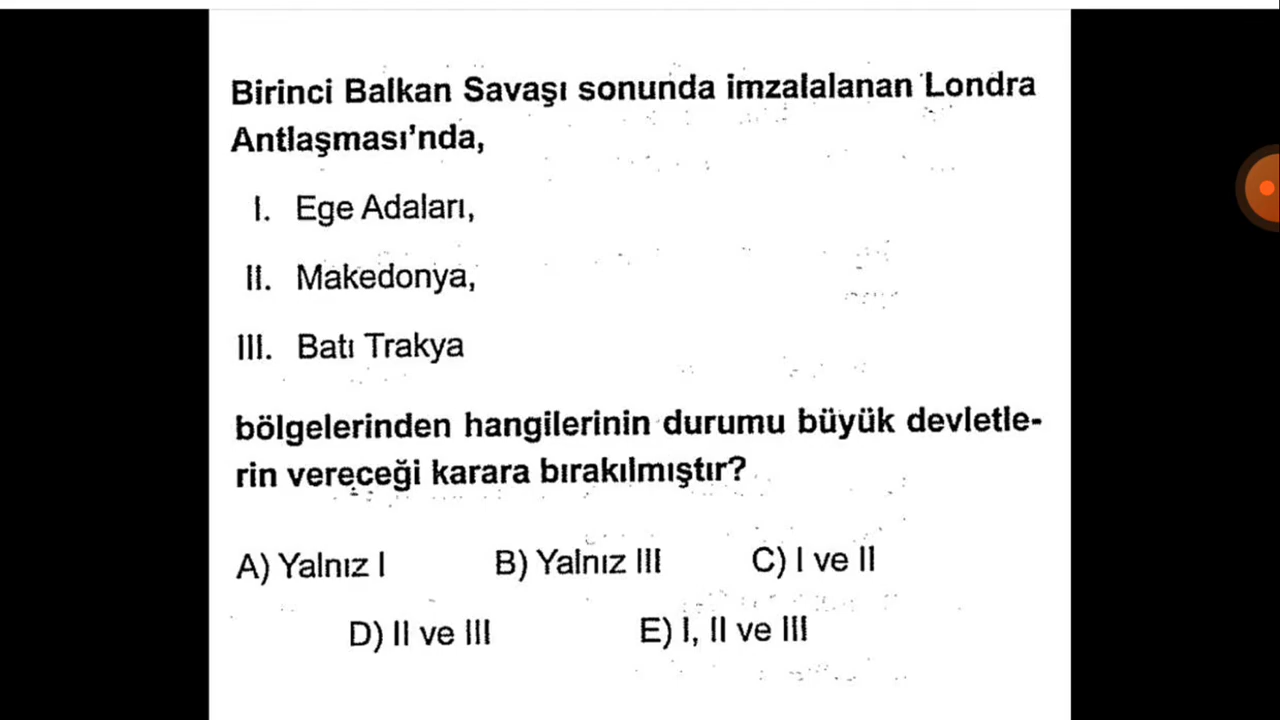 Birinci Balkan Savaşı sonunda imzalalanan Londra
Antlaşması'nda,
I. Ege Adaları,
II. Makedonya,
III. Batı Trakya
bölgelerinden hangilerinin durumu büyük devletle-
rin vereceği karara bırakılmıştır?
A) Yalnız I B) Yalnız III C) I ve II
D) II ve III E) I, II ve III